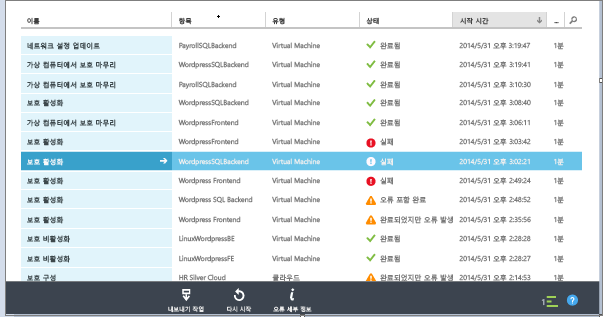 이름 항목 유형 상태 시작 시간
네트워크 설정 업데이트 PayrollSQLBackend Virtual Machine 완료됨 2014/5/31 오후 3:19:47 1분
가상 컴퓨터에서 보호 마무리 WordpressSQLBackend Virtual Machine 완료됨 2014/5/31 오후 3:19:41 1분
가상 컴퓨터에서 보호 마무리 PayrollSQLBackend Virtual Machine 완료됨 2014/5/31 오후 3:10:30 1분
보호 활성화 WordpressSQLBackend Virtual Machine 완료됨 2014/5/31 오후 3:08:40 1분
가상 컴퓨터에서 보호 마무리 WordpressFrontend Virtual Machine 완료됨 2014/5/31 오후 3:06:11 1분
보호 활성화 WordpressFrontend Virtual Machine 실패 2014/5/31 오후 3:03:42 1분
보호 활성화 WordpressSQLBackend Virtual Machine 실패 2014/5/31 오후 3:02:21 1분
보호 활성화 Wordpress Frontend Virtual Machine 실패 2014/5/31 오후 2:49:24 1분
보호 활성화 Wordpress SQL Backend Virtual Machine 오류 포함 완료 2014/5/31 오후 2:48:52 1분
보호 활성화 Wordpress Frontend Virtual Machine 완료되었지만 오류 발생 2014/5/31 오후 2:35:56 1분
보호 비활성화 LinuxWordpressBE Virtual Machine 완료됨 2014/5/31 오후 2:28:28 1분
보호 비활성화 LinuxWordpressFE Virtual Machine 완료됨 2014/5/31 오후 2:28:27 1분
보호 구성 HR Silver Cloud 클라우드 완료되었지만 오류 발생 2014/5/31 오후 2:14:53 1분
내보내기 작업 다시 시작 오류 세부 정보 1 ?